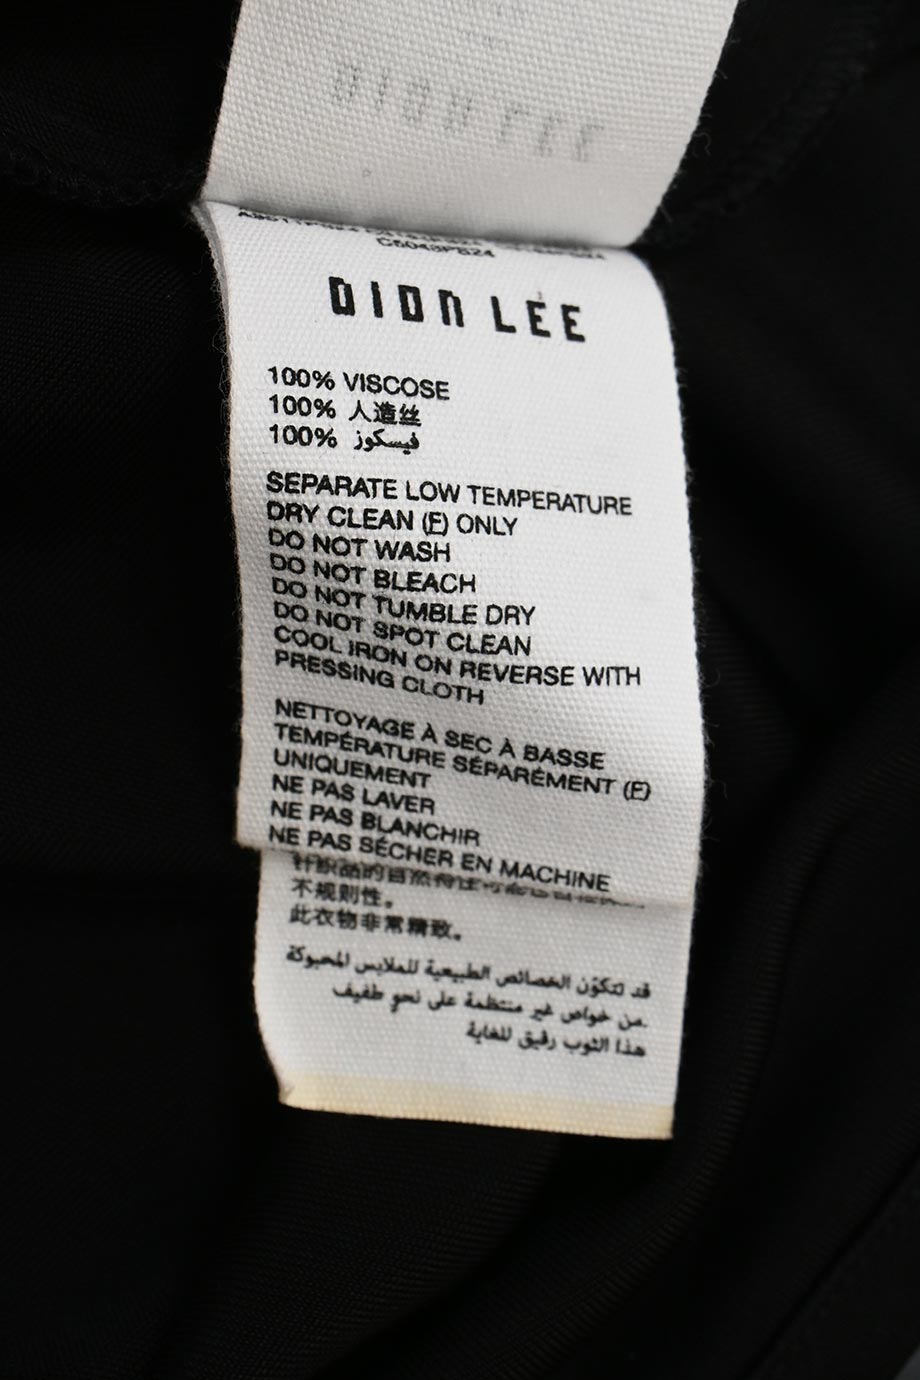 C5043PS24
DION LEE
100% VISCOSE
100% 人造丝
100% فيسكوز
SEPARATE LOW TEMPERATURE
DRY CLEAN (F) ONLY
DO NOT WASH
DO NOT BLEACH
DO NOT TUMBLE DRY
DO NOT SPOT CLEAN
COOL IRON ON REVERSE WITH
PRESSING CLOTH
NETTOYAGE À SEC À BASSE
TEMPÉRATURE SÉPARÉMENT (F)
UNIQUEMENT
NE PAS LAVER
NE PAS BLANCHIR
NE PAS SÉCHER EN MACHINE
不规则性。
此衣物非常精致。
قد تتكوّن الخصائص الطبيعية للملابس المحبوكة
من خواص غير منتظمة على نحوٍ طفيف.
هذا الثوب رقيق للغاية